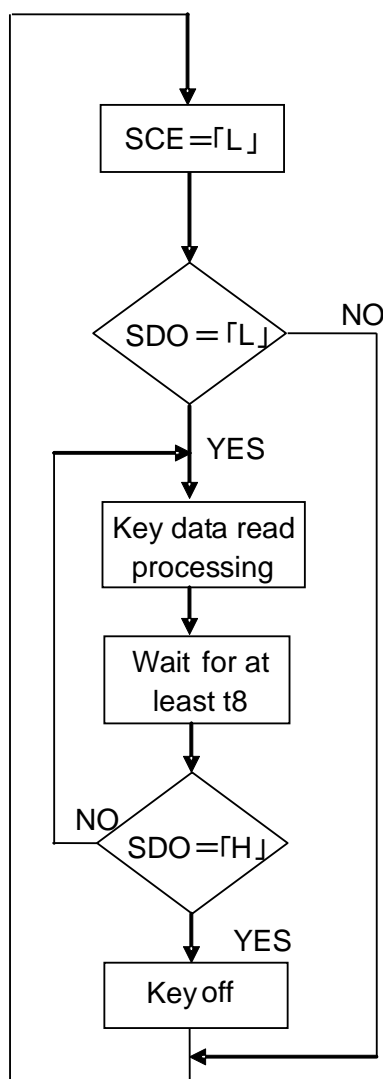 SCE＝「L」
SDO＝「L」
NO
YES
Key data read
processing
Wait for at
least t8
NO
SDO＝「H」
YES
Key off